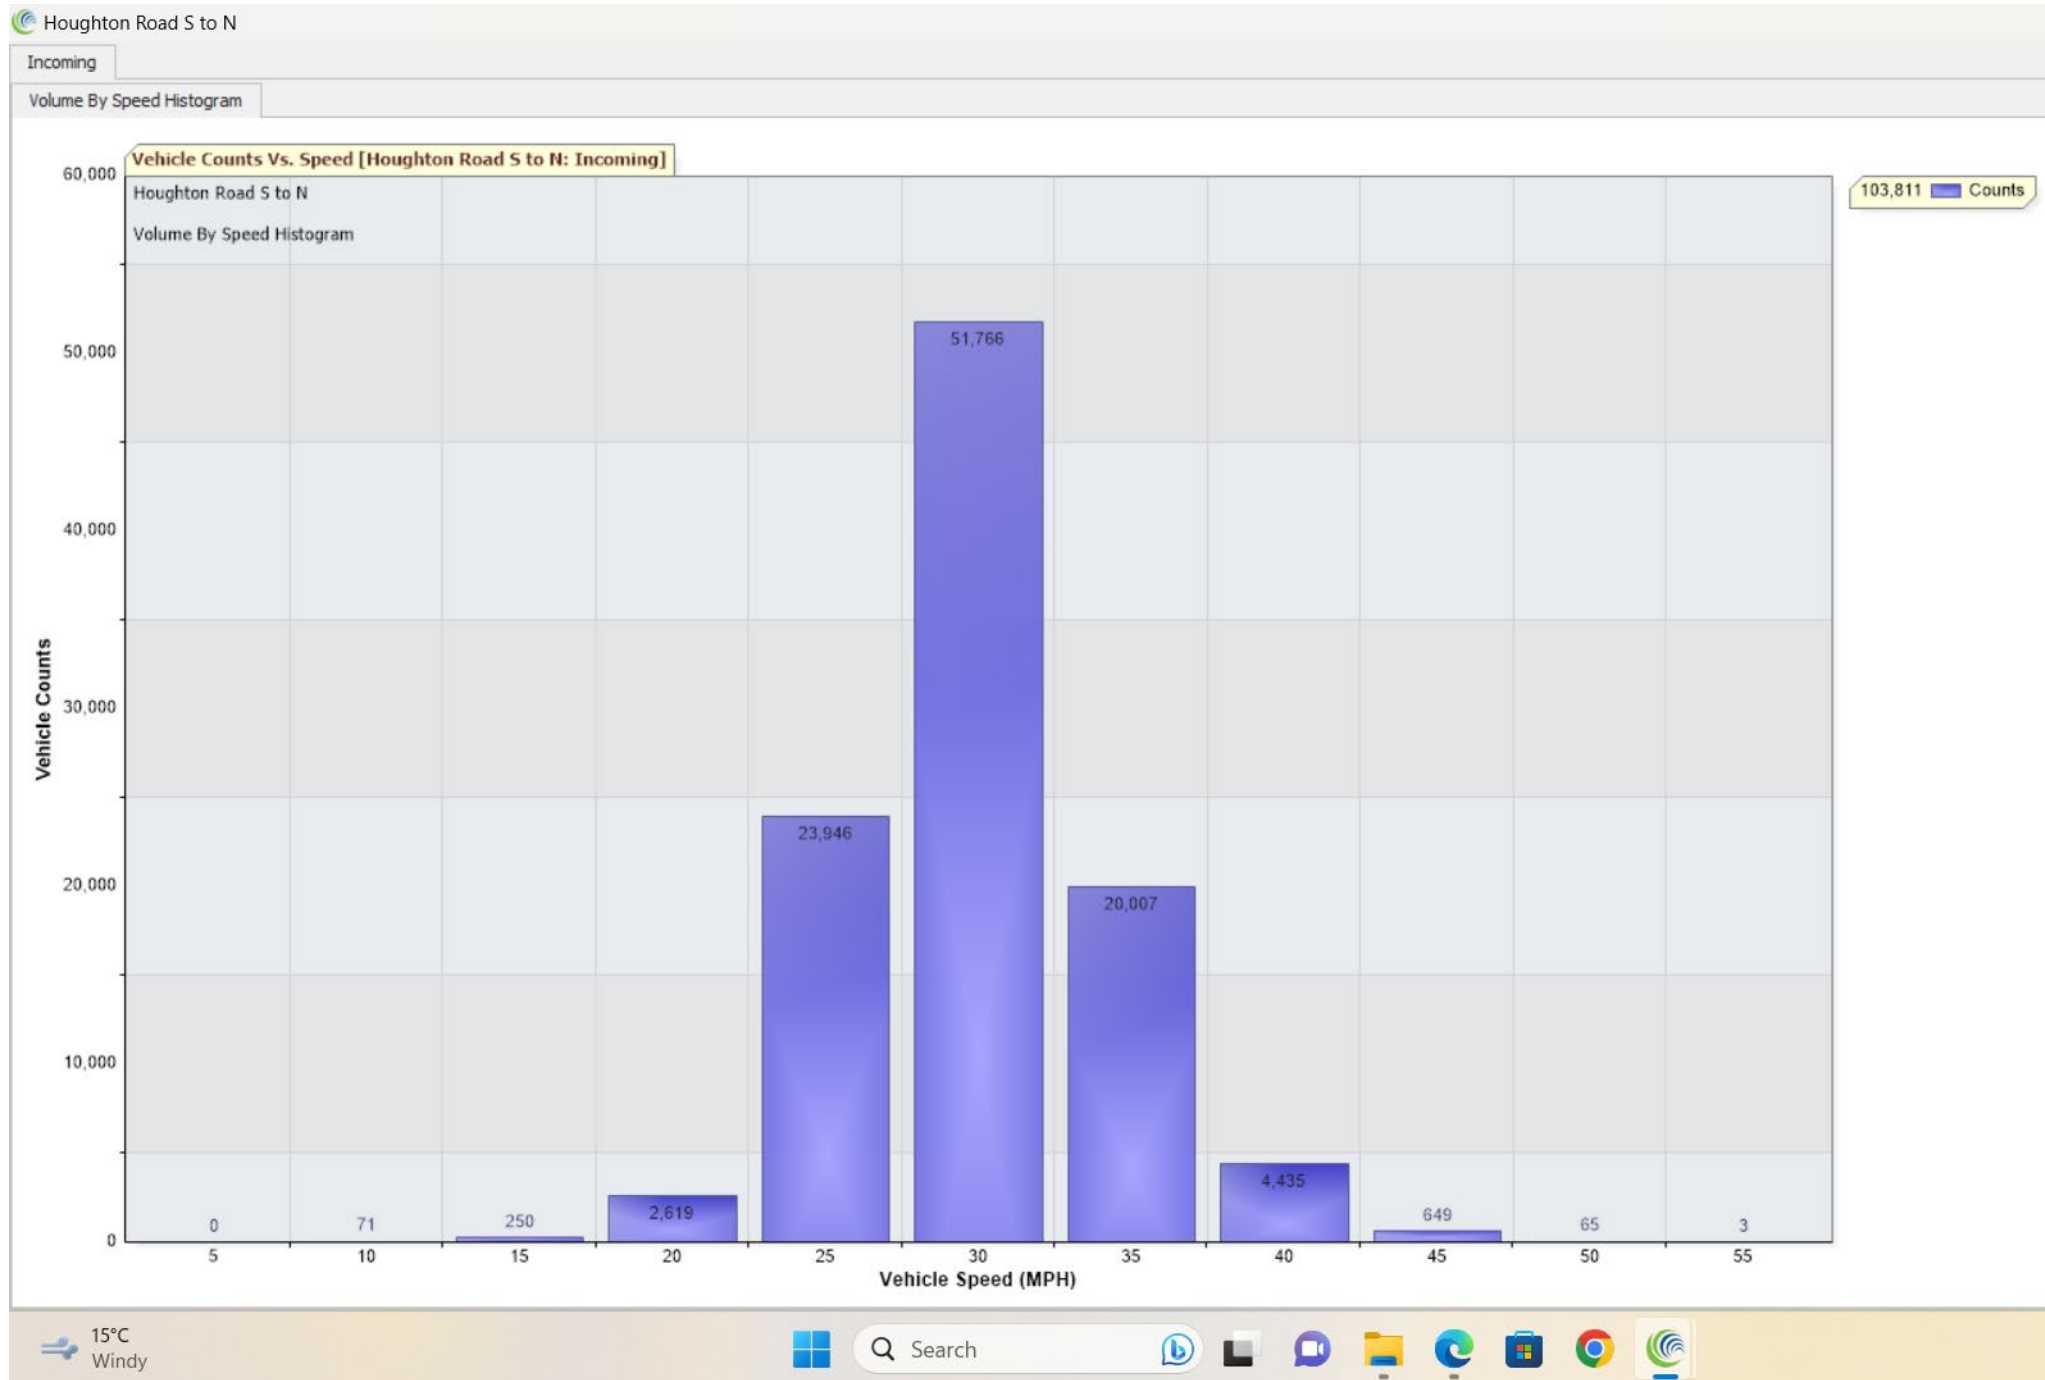 Houghton Road S to N
Incoming
Volume By Speed Histogram
Vehicle Counts Vs. Speed [Houghton Road S to N: Incoming]
Houghton Road S to N
Volume By Speed Histogram
103,811 Counts
60,000
50,000
40,000
30,000
20,000
10,000
0
Vehicle Counts
0 71 250 2,619 23,946 51,766 20,007 4,435 649 65 3
5 10 15 20 25 30 35 40 45 50 55
Vehicle Speed (MPH)
15°C
Windy
Search